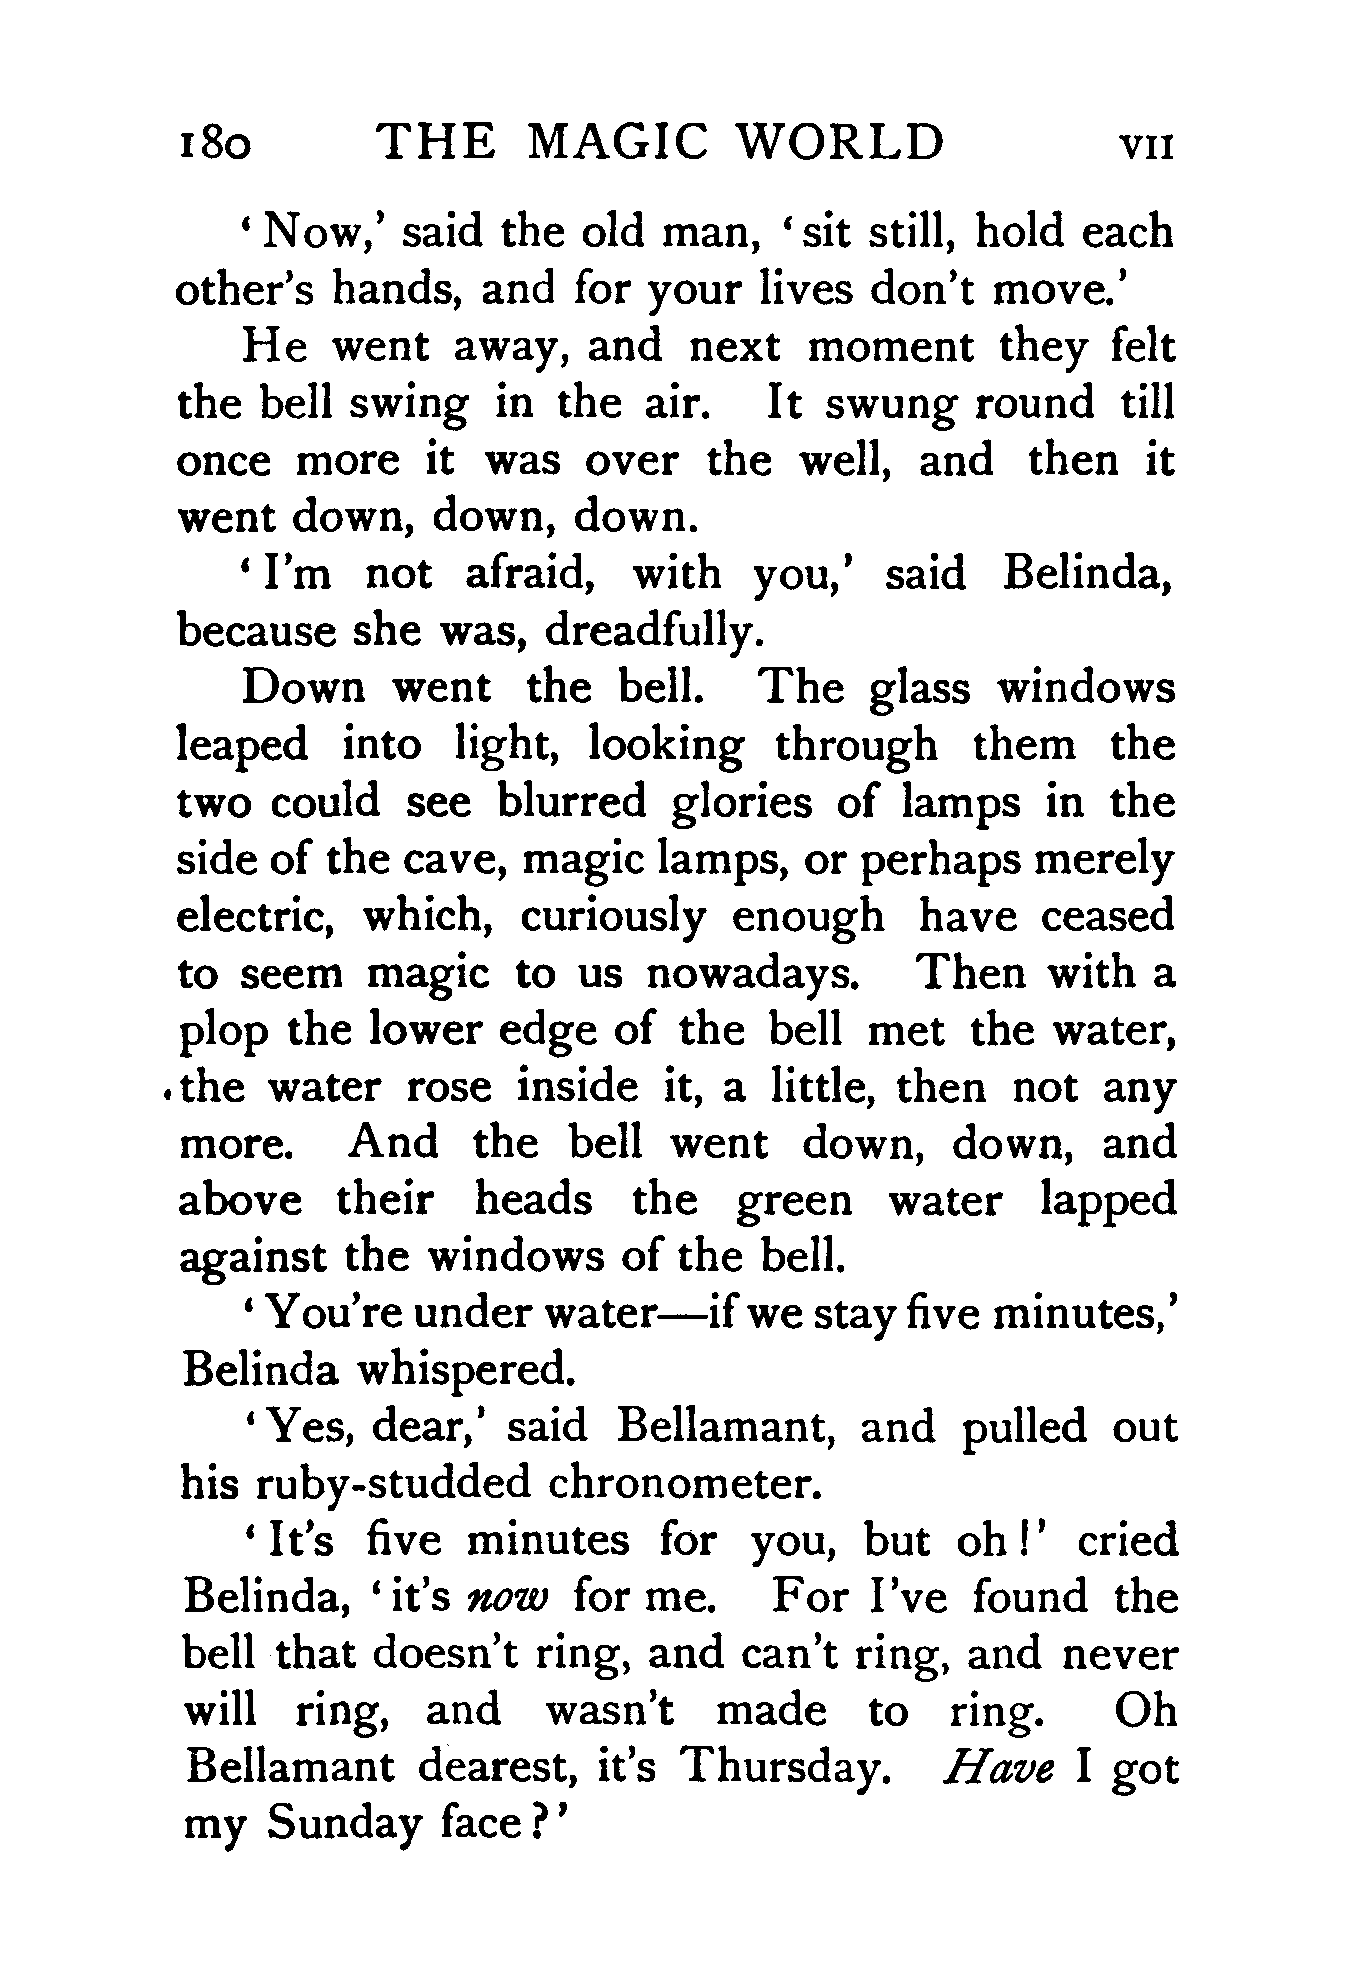 180 THE MAGIC WORLD VII
‘Now,’ said the old man, ‘sit still, hold each
other’s hands, and for your lives don’t move.’
He went away, and next moment they felt
the bell swing in the air. It swung round till
once more it was over the well, and then it
went down, down, down.
‘I’m not afraid, with you,’ said Belinda,
because she was, dreadfully.
Down went the bell. The glass windows
leaped into light, looking through them the
two could see blurred glories of lamps in the
side of the cave, magic lamps, or perhaps merely
electric, which, curiously enough have ceased
to seem magic to us nowadays. Then with a
plop the lower edge of the bell met the water,
the water rose inside it, a little, then not any
more. And the bell went down, down, and
above their heads the green water lapped
against the windows of the bell.
‘You’re under water—if we stay five minutes,’
Belinda whispered.
‘Yes, dear,’ said Bellamant, and pulled out
his ruby-studded chronometer.
‘It’s five minutes for you, but oh!’ cried
Belinda, ‘it’s now for me. For I’ve found the
bell that doesn’t ring, and can’t ring, and never
will ring, and wasn’t made to ring. Oh
Bellamant dearest, it’s Thursday. Have I got
my Sunday face?’